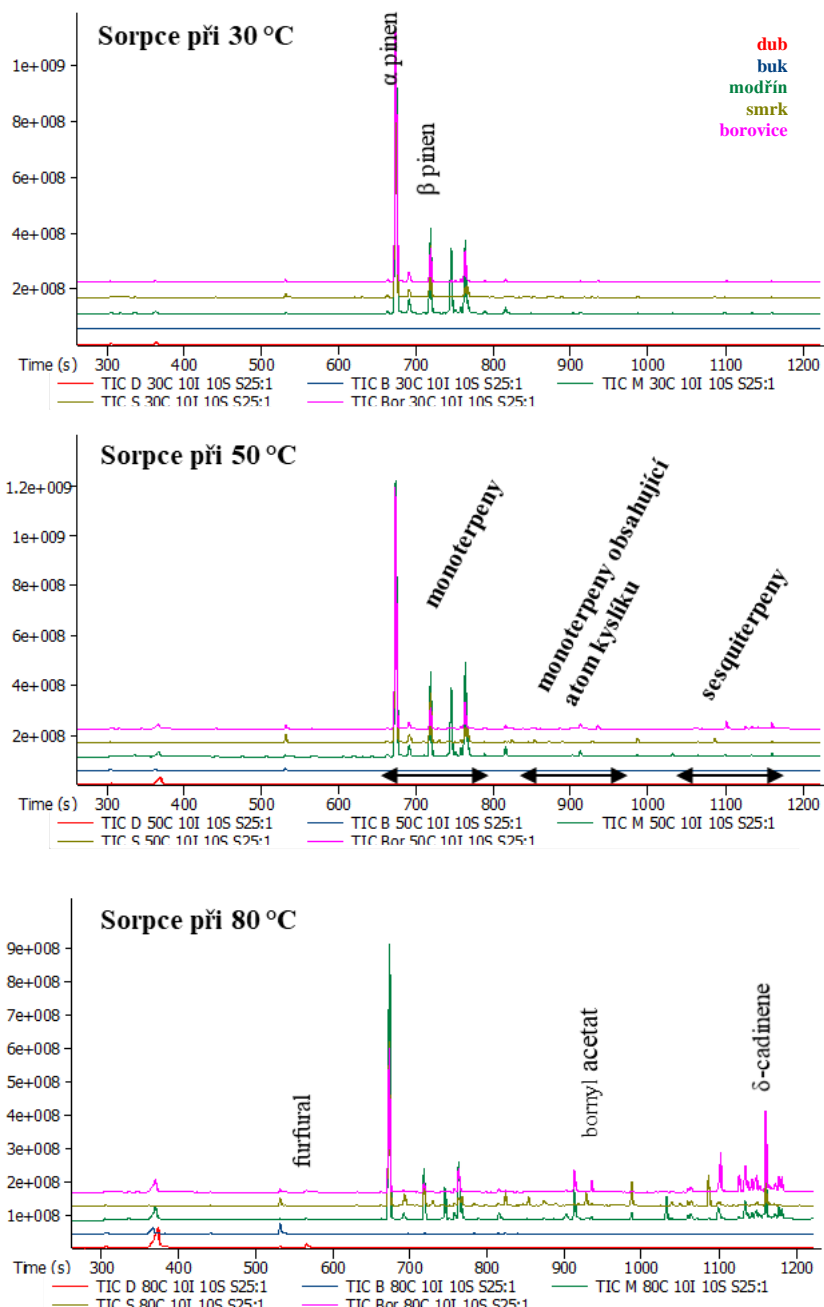 Sorpce při 30 °C
dub
buk
modřín
smrk
borovice
α pinen
β pinen
1e+009
8e+008
6e+008
4e+008
2e+008
Time (s) 300 400 500 600 700 800 900 1000 1100 1200
TIC D 30C 10I 10S S25:1 TIC B 30C 10I 10S S25:1 TIC M 30C 10I 10S S25:1
TIC S 30C 10I 10S S25:1 TIC Bor 30C 10I 10S S25:1
Sorpce při 50 °C
monoterpeny
monoterpeny obsahující
atom kyslíku
sesquiterpeny
1.2e+009
1e+009
8e+008
6e+008
4e+008
2e+008
Time (s) 300 400 500 600 700 800 900 1000 1100 1200
TIC D 50C 10I 10S S25:1 TIC B 50C 10I 10S S25:1 TIC M 50C 10I 10S S25:1
TIC S 50C 10I 10S S25:1 TIC Bor 50C 10I 10S S25:1
Sorpce při 80 °C
furfural
bornyl acetat
δ-cadinene
9e+008
8e+008
7e+008
6e+008
5e+008
4e+008
3e+008
2e+008
1e+008
Time (s) 300 400 500 600 700 800 900 1000 1100 1200
TIC D 80C 10I 10S S25:1 TIC B 80C 10I 10S S25:1 TIC M 80C 10I 10S S25:1
TIC S 80C 10I 10S S25:1 TIC Bor 80C 10I 10S S25:1